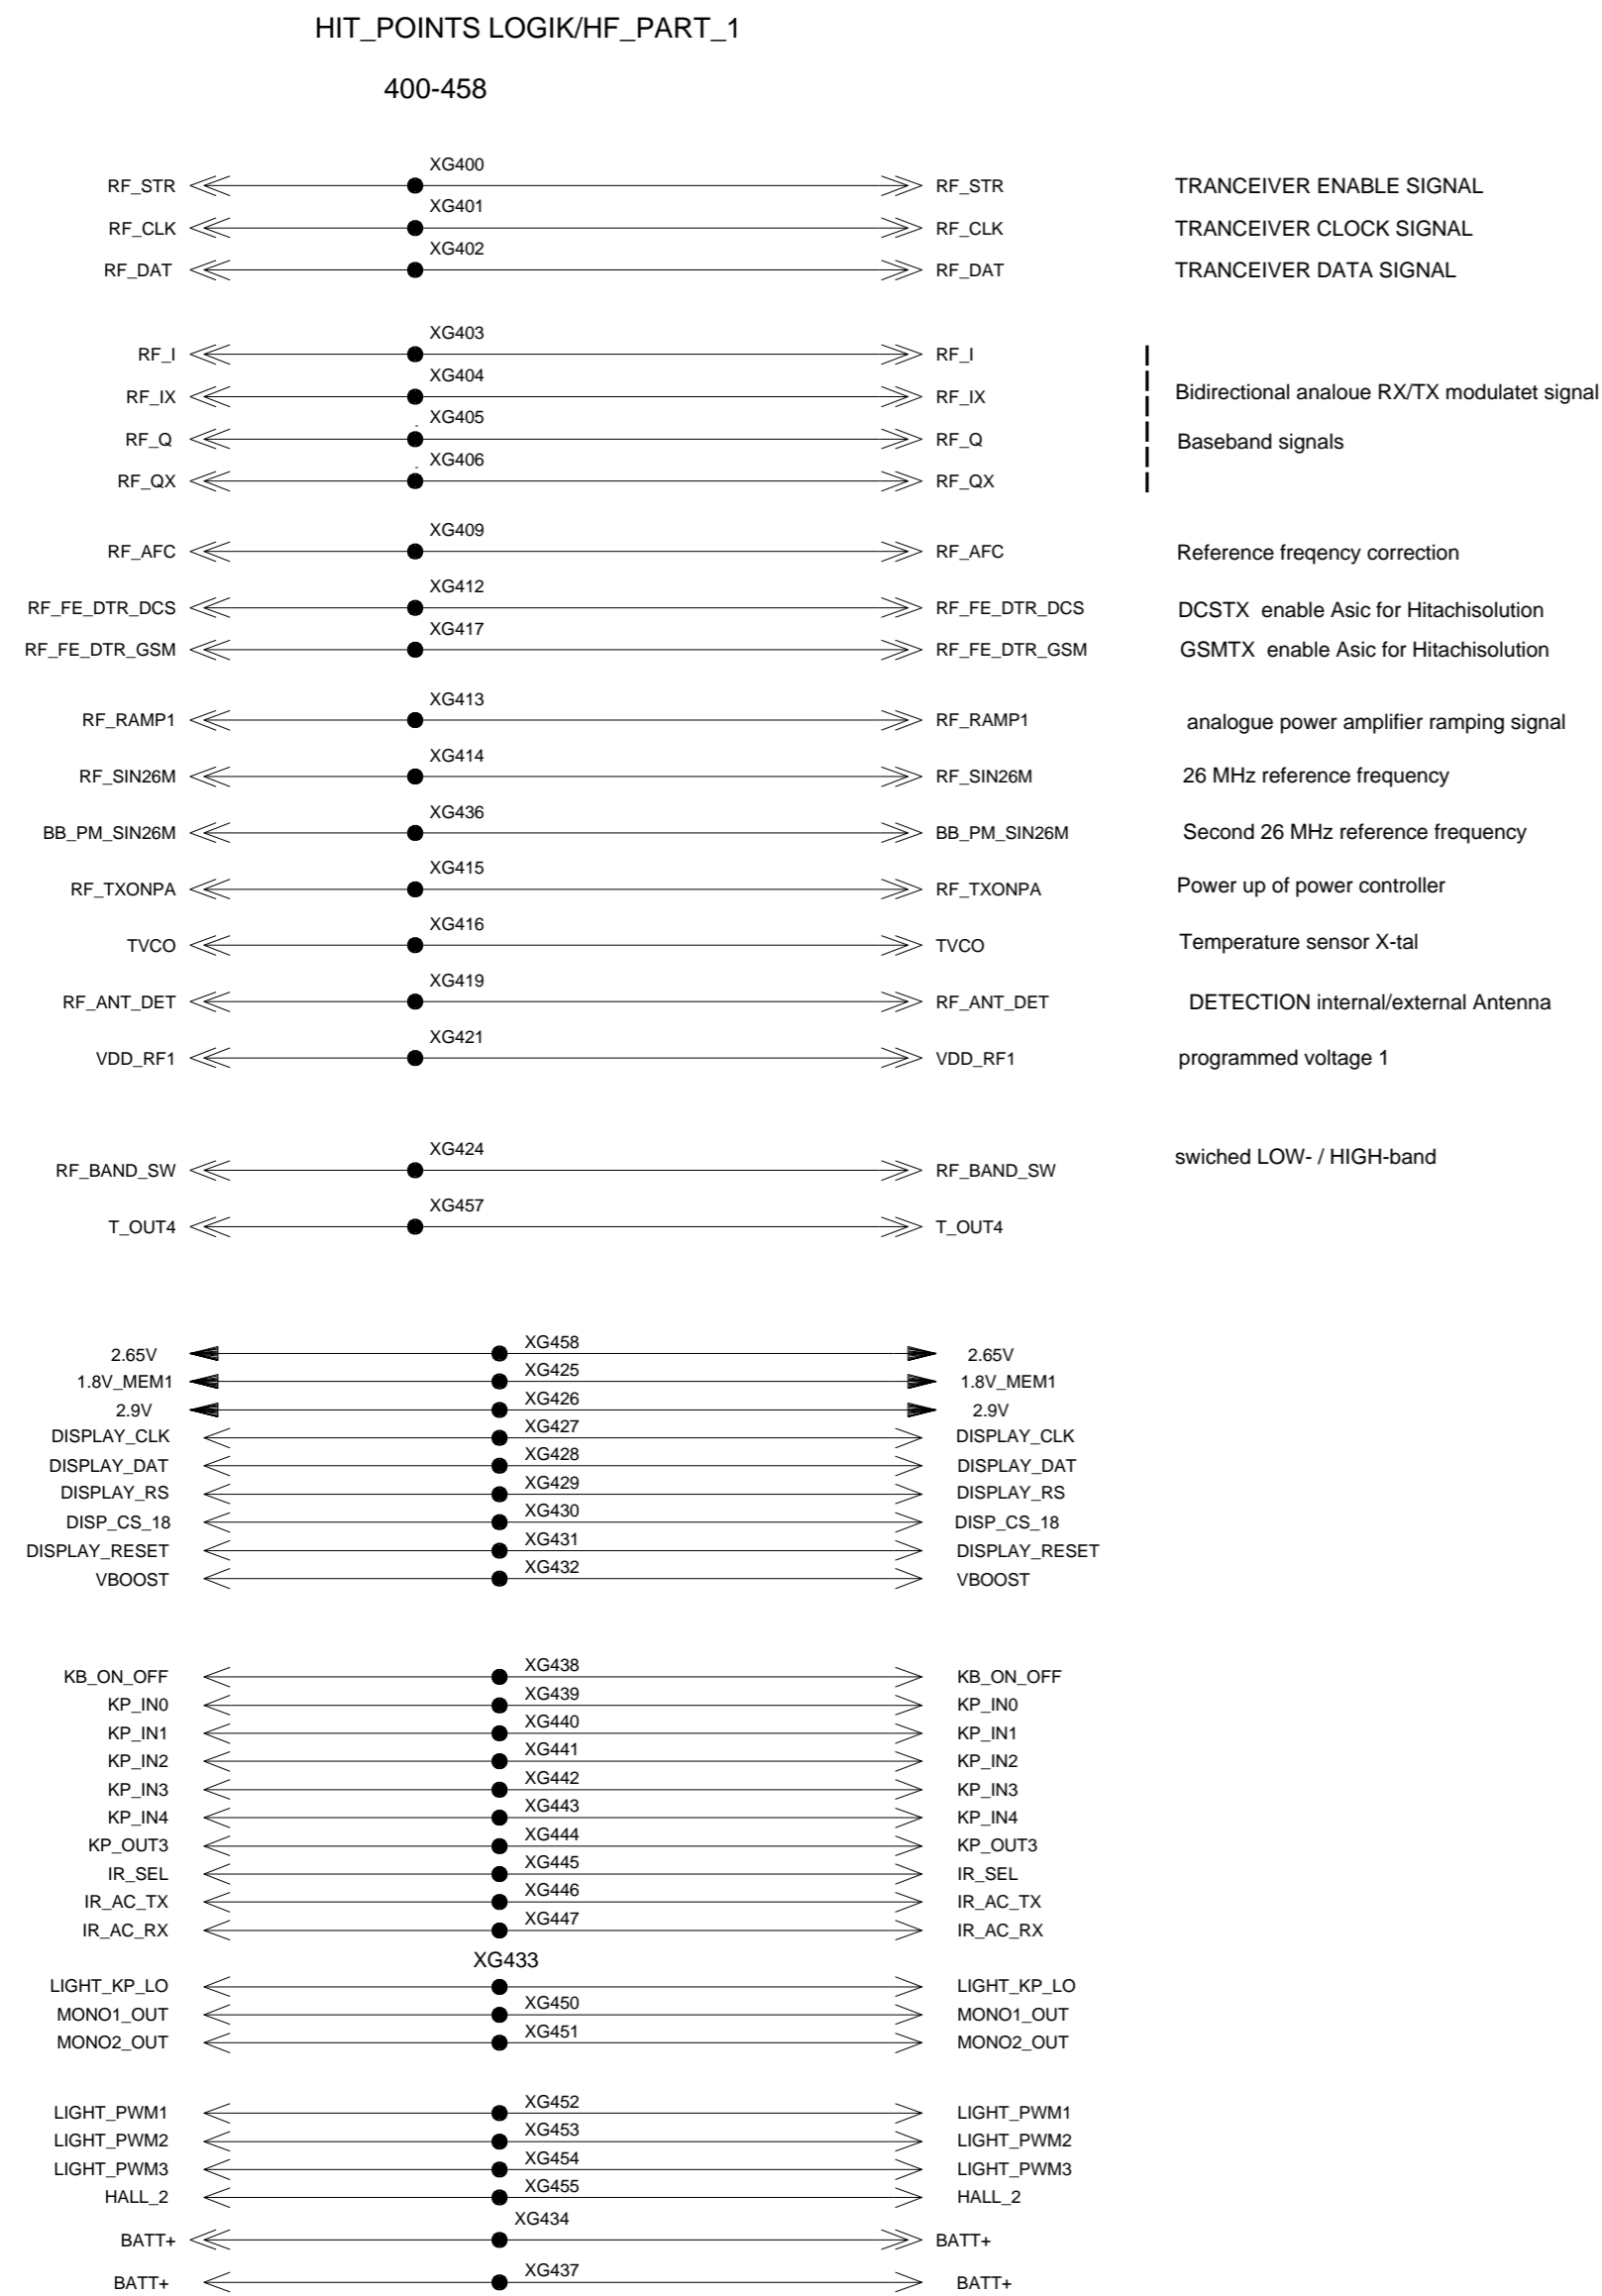 HIT_POINTS LOGIK/HF_PART_1
400-458
XG400
RF_STR RF_STR TRANCEIVER ENABLE SIGNAL
XG401
RF_CLK RF_CLK TRANCEIVER CLOCK SIGNAL
XG402
RF_DAT RF_DAT TRANCEIVER DATA SIGNAL
XG403
RF_I RF_I
XG404
RF_IX RF_IX Bidirectional analoue RX/TX modulatet signal
XG405
RF_Q RF_Q Baseband signals
XG406
RF_QX RF_QX
XG409
RF_AFC RF_AFC Reference freqency correction
XG412
RF_FE_DTR_DCS RF_FE_DTR_DCS DCSTX enable Asic for Hitachisolution
XG417
RF_FE_DTR_GSM RF_FE_DTR_GSM GSMTX enable Asic for Hitachisolution
XG413
RF_RAMP1 RF_RAMP1 analogue power amplifier ramping signal
XG414
RF_SIN26M RF_SIN26M 26 MHz reference frequency
XG436
BB_PM_SIN26M BB_PM_SIN26M Second 26 MHz reference frequency
XG415
RF_TXONPA RF_TXONPA Power up of power controller
XG416
TVCO TVCO Temperature sensor X-tal
XG419
RF_ANT_DET RF_ANT_DET DETECTION internal/external Antenna
XG421
VDD_RF1 VDD_RF1 programmed voltage 1
XG424
RF_BAND_SW RF_BAND_SW swiched LOW- / HIGH-band
XG457
T_OUT4 T_OUT4
XG458
2.65V 2.65V
XG425
1.8V_MEM1 1.8V_MEM1
XG426
2.9V 2.9V
XG427
DISPLAY_CLK DISPLAY_CLK
XG428
DISPLAY_DAT DISPLAY_DAT
XG429
DISPLAY_RS DISPLAY_RS
XG430
DISP_CS_18 DISP_CS_18
XG431
DISPLAY_RESET DISPLAY_RESET
XG432
VBOOST VBOOST
XG438
KB_ON_OFF KB_ON_OFF
XG439
KP_IN0 KP_IN0
XG440
KP_IN1 KP_IN1
XG441
KP_IN2 KP_IN2
XG442
KP_IN3 KP_IN3
XG443
KP_IN4 KP_IN4
XG444
KP_OUT3 KP_OUT3
XG445
IR_SEL IR_SEL
XG446
IR_AC_TX IR_AC_TX
XG447
IR_AC_RX IR_AC_RX
XG433
LIGHT_KP_LO LIGHT_KP_LO
XG450
MONO1_OUT MONO1_OUT
XG451
MONO2_OUT MONO2_OUT
XG452
LIGHT_PWM1 LIGHT_PWM1
XG453
LIGHT_PWM2 LIGHT_PWM2
XG454
LIGHT_PWM3 LIGHT_PWM3
XG455
HALL_2 HALL_2
XG434
BATT+ BATT+
XG437
BATT+ BATT+